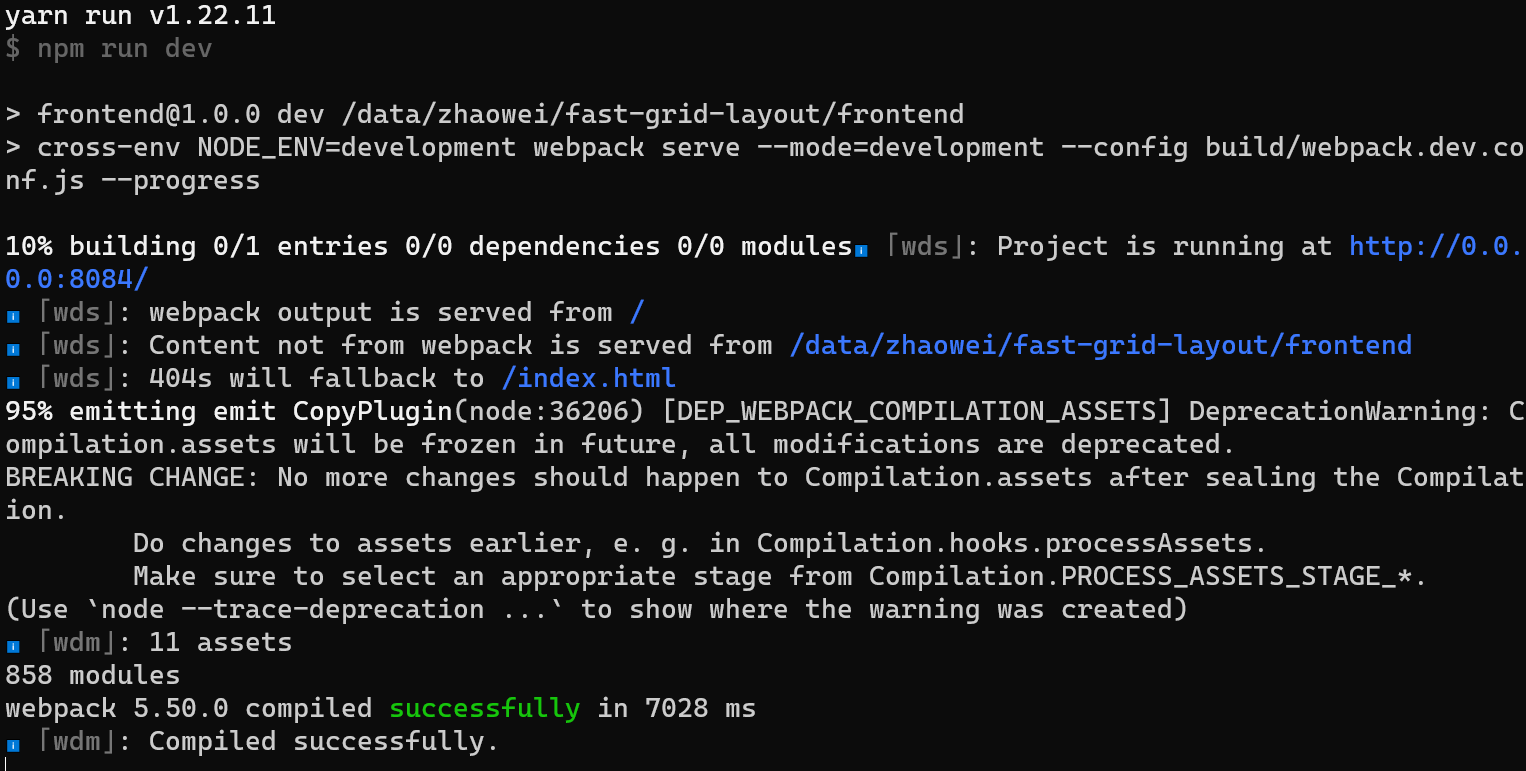 yarn run v1.22.11
$ npm run dev
> frontend@1.0.0 dev /data/zhaowei/fast-grid-layout/frontend
> cross-env NODE_ENV=development webpack serve --mode=development --config build/webpack.dev.co
nf.js --progress
10% building 0/1 entries 0/0 dependencies 0/0 modulesℹ ｢wds｣: Project is running at http://0.0.
0.0:8084/
ℹ ｢wds｣: webpack output is served from /
ℹ ｢wds｣: Content not from webpack is served from /data/zhaowei/fast-grid-layout/frontend
ℹ ｢wds｣: 404s will fallback to /index.html
95% emitting emit CopyPlugin(node:36206) [DEP_WEBPACK_COMPILATION_ASSETS] DeprecationWarning: C
ompilation.assets will be frozen in future, all modifications are deprecated.
BREAKING CHANGE: No more changes should happen to Compilation.assets after sealing the Compilat
ion.
Do changes to assets earlier, e. g. in Compilation.hooks.processAssets.
Make sure to select an appropriate stage from Compilation.PROCESS_ASSETS_STAGE_*.
(Use `node --trace-deprecation ...` to show where the warning was created)
ℹ ｢wdm｣: 11 assets
858 modules
webpack 5.50.0 compiled successfully in 7028 ms
ℹ ｢wdm｣: Compiled successfully.